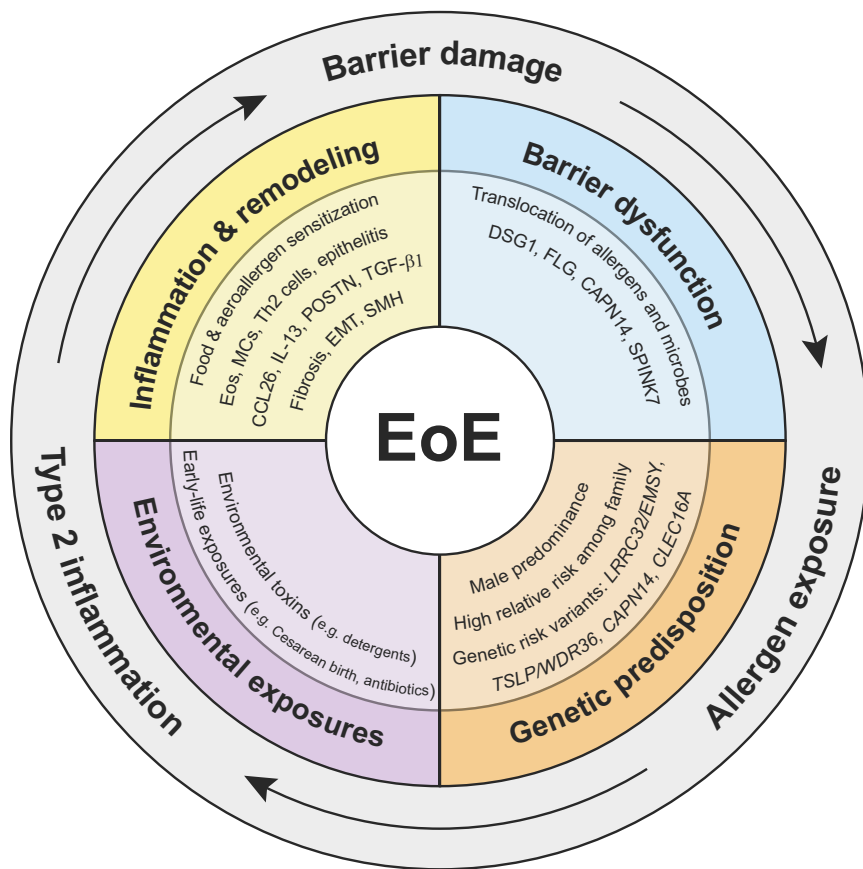 Barrier damage
Allergen exposure
Type 2 inflammation
Inflammation & remodeling
Food & aeroallergen sensitization
Eos, MCs, Th2 cells, epithelitis
CCL26, IL-13, POSTN, TGF-β1
Fibrosis, EMT, SMH
Barrier dysfunction
Translocation of allergens and microbes
DSG1, FLG, CAPN14, SPINK7
EoE
Environmental exposures
Environmental toxins (e.g. detergents)
Early-life exposures (e.g. Cesarean birth, antibiotics)
Genetic predisposition
Male predominance
High relative risk among family
Genetic risk variants: LRRC32/EMSY,
TSLP/WDR36, CAPN14, CLEC16A